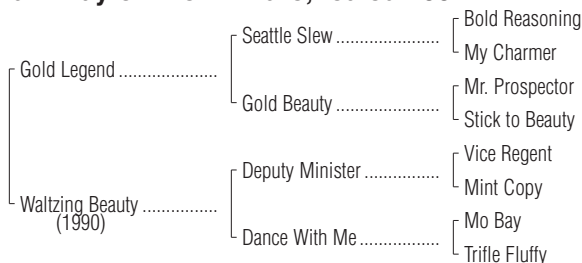 Bold Reasoning
Seattle Slew ......................
My Charmer
Gold Legend .....................
Mr. Prospector
Gold Beauty ......................
Stick to Beauty
Vice Regent
Deputy Minister ................
Mint Copy
Waltzing Beauty ................
(1990)
Mo Bay
Dance With Me .................
Trifle Fluffy